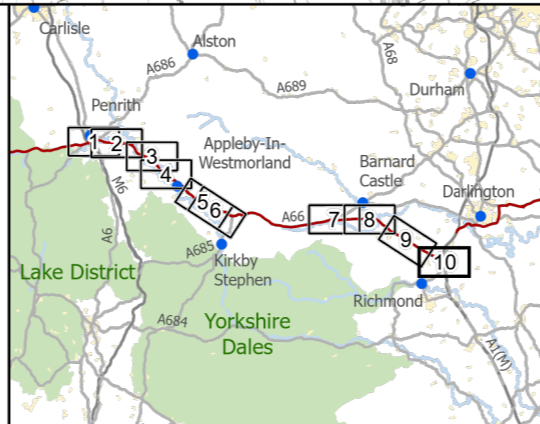 Carlisle
Alston
A686
A689
A68
Durham
Penrith
1
2
3
4
5
6
Appleby-In-
Westmorland
Barnard
Castle
Darlington
M6
A6
A66
7
8
9
10
Lake District
A685
Kirkby
Stephen
Richmond
A684
Yorkshire
Dales
A1(M)